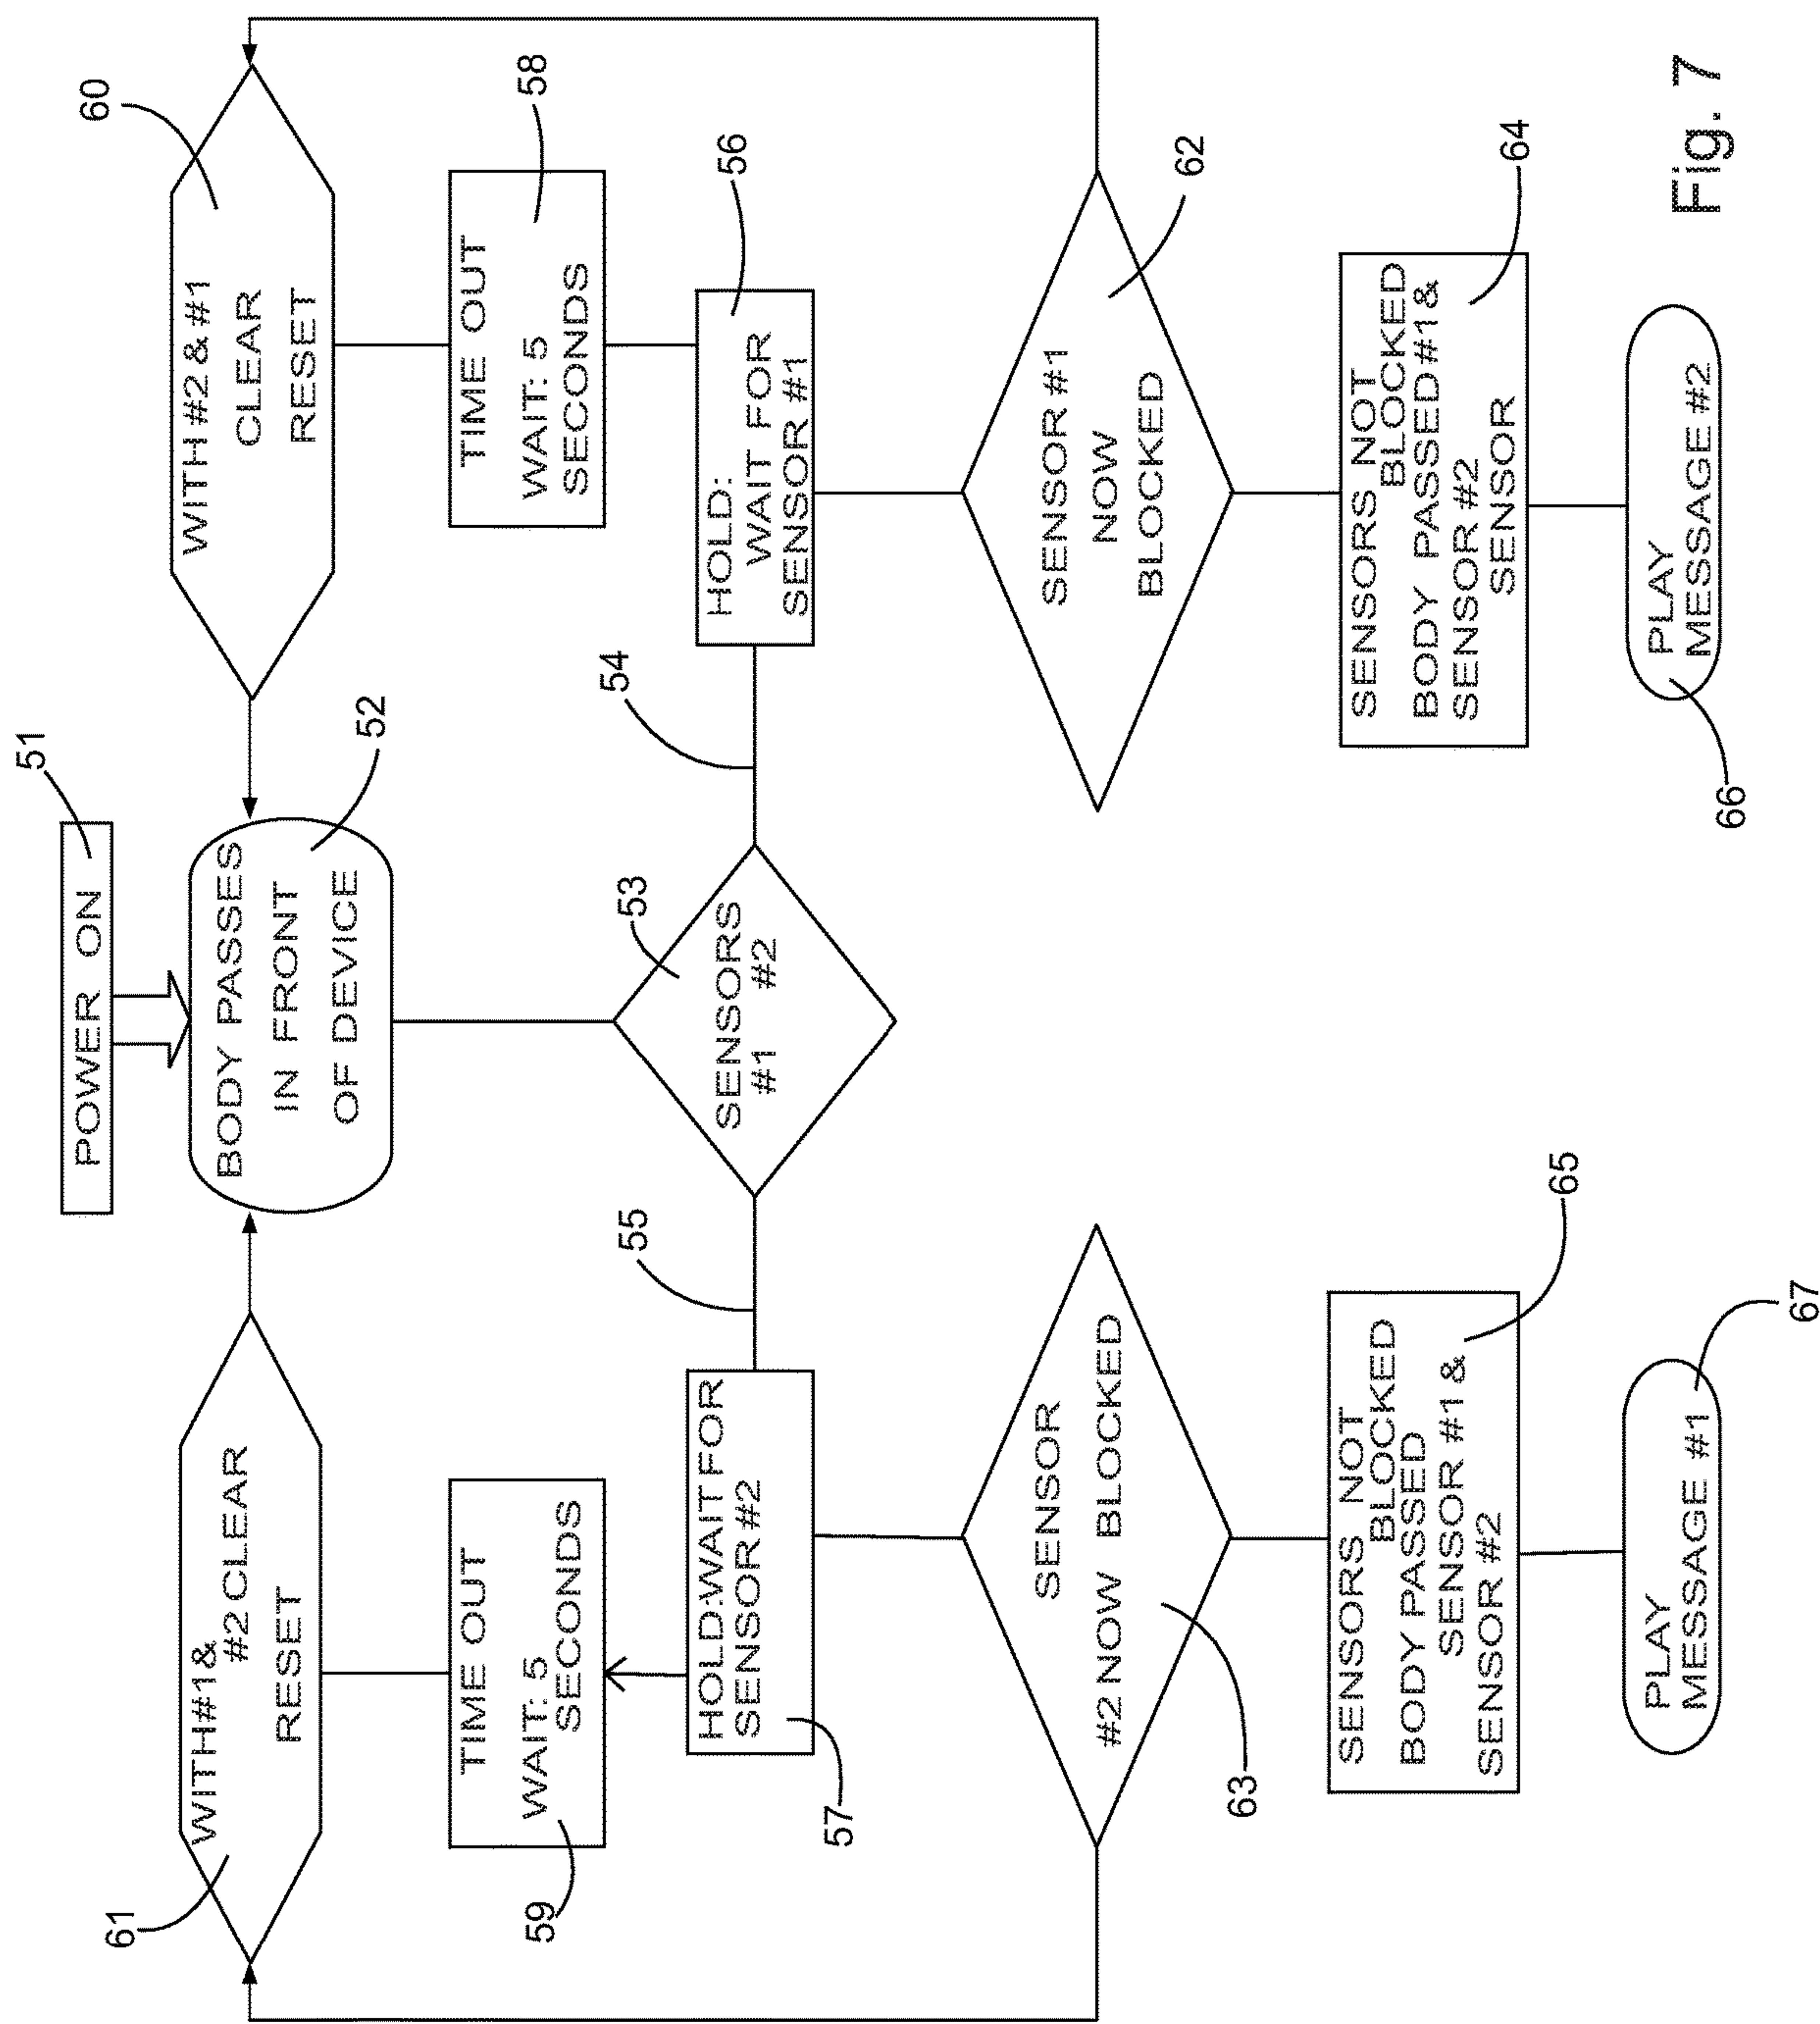 51
POWER ON
BODY PASSES
IN FRONT
OF DEVICE
52
61
WITH#1&
#2 CLEAR
RESET
60
WITH #2 & #1
CLEAR
RESET
TIME OUT
WAIT: 5
SECONDS
59
TIME OUT
WAIT: 5
SECONDS
58
53
SENSORS
#1 #2
55
54
HOLD:WAIT FOR
SENSOR #2
57
HOLD:
WAIT FOR
SENSOR #1
56
SENSOR
#2 NOW BLOCKED
63
SENSOR #1
NOW
BLOCKED
62
SENSORS NOT
BLOCKED
BODY PASSED
SENSOR #1 &
SENSOR #2
65
SENSORS NOT
BLOCKED
BODY PASSED #1 &
SENSOR #2
SENSOR
64
PLAY
MESSAGE #1
67
PLAY
MESSAGE #2
66
Fig. 7